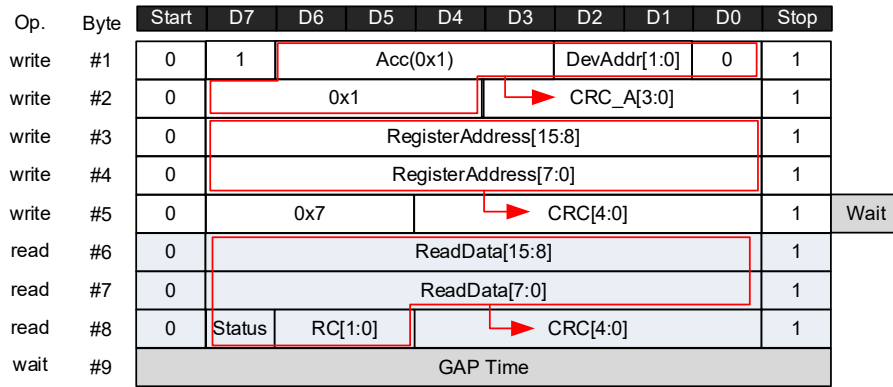 Op. Byte Start D7 D6 D5 D4 D3 D2 D1 D0 Stop
write #1 0 1 Acc(0x1) DevAddr[1:0] 0 1
write #2 0 0x1 CRC_A[3:0] 1
write #3 0 RegisterAddress[15:8] 1
write #4 0 RegisterAddress[7:0] 1
write #5 0 0x7 CRC[4:0] 1 Wait
read #6 0 ReadData[15:8] 1
read #7 0 ReadData[7:0] 1
read #8 0 Status RC[1:0] CRC[4:0] 1
wait #9 GAP Time